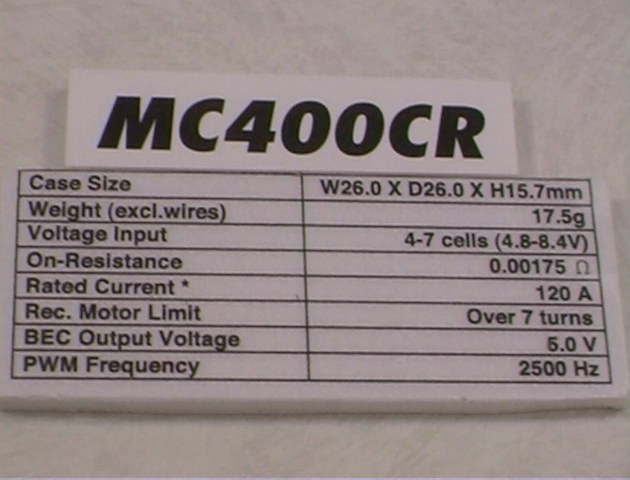 MC400CR
Case Size W26.0 X D26.0 X H15.7mm
Weight (excl.wires) 17.5g
Voltage Input 4-7 cells (4.8-8.4V)
On-Resistance 0.00175 Ω
Rated Current * 120 A
Rec. Motor Limit Over 7 turns
BEC Output Voltage 5.0 V
PWM Frequency 2500 Hz